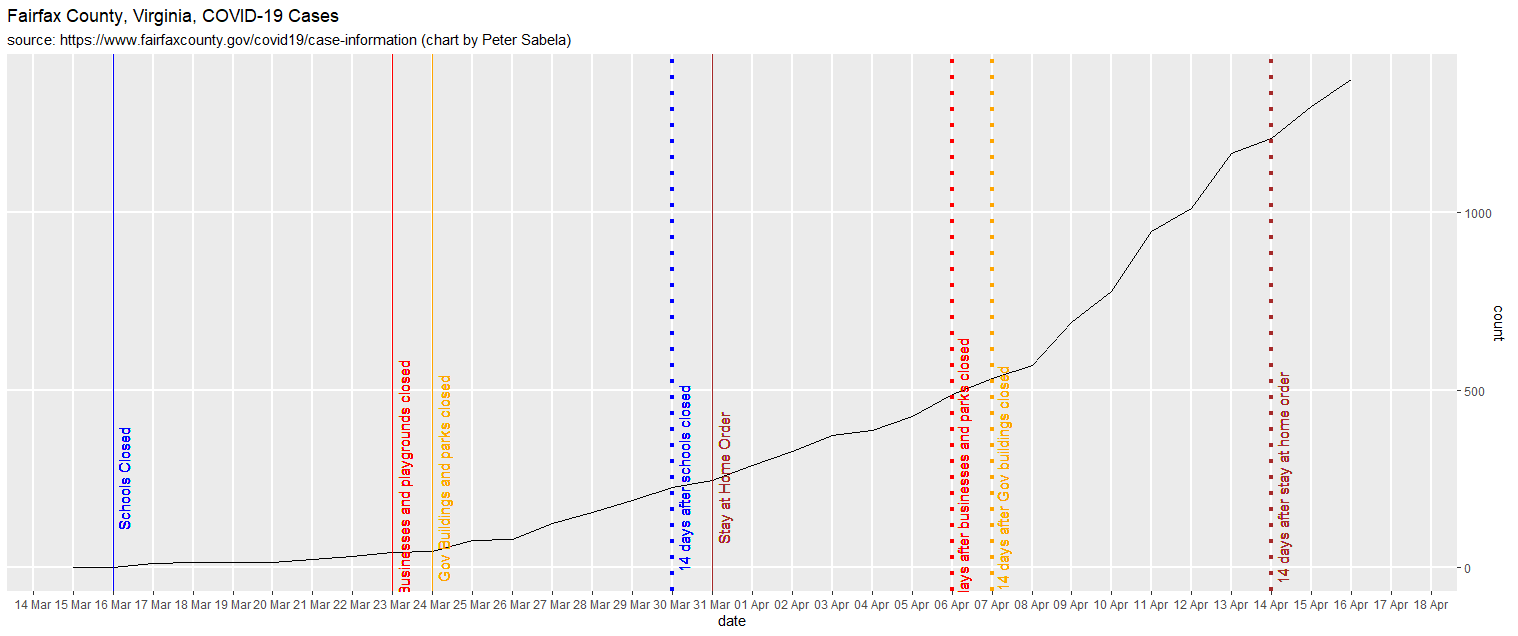 Fairfax County, Virginia, COVID-19 Cases
source: https://www.fairfaxcounty.gov/covid19/case-information (chart by Peter Sabela)
Schools Closed
Businesses and playgrounds closed
Gov Buildings and parks closed
14 days after schools closed
Stay at Home Order
after businesses and parks closed
14 days after Gov buildings closed
14 days after stay at home order
1000
500
0
count
14 Mar 15 Mar 16 Mar 17 Mar 18 Mar 19 Mar 20 Mar 21 Mar 22 Mar 23 Mar 24 Mar 25 Mar 26 Mar 27 Mar 28 Mar 29 Mar 30 Mar 31 Mar 01 Apr 02 Apr 03 Apr 04 Apr 05 Apr 06 Apr 07 Apr 08 Apr 09 Apr 10 Apr 11 Apr 12 Apr 13 Apr 14 Apr 15 Apr 16 Apr 17 Apr 18 Apr
date